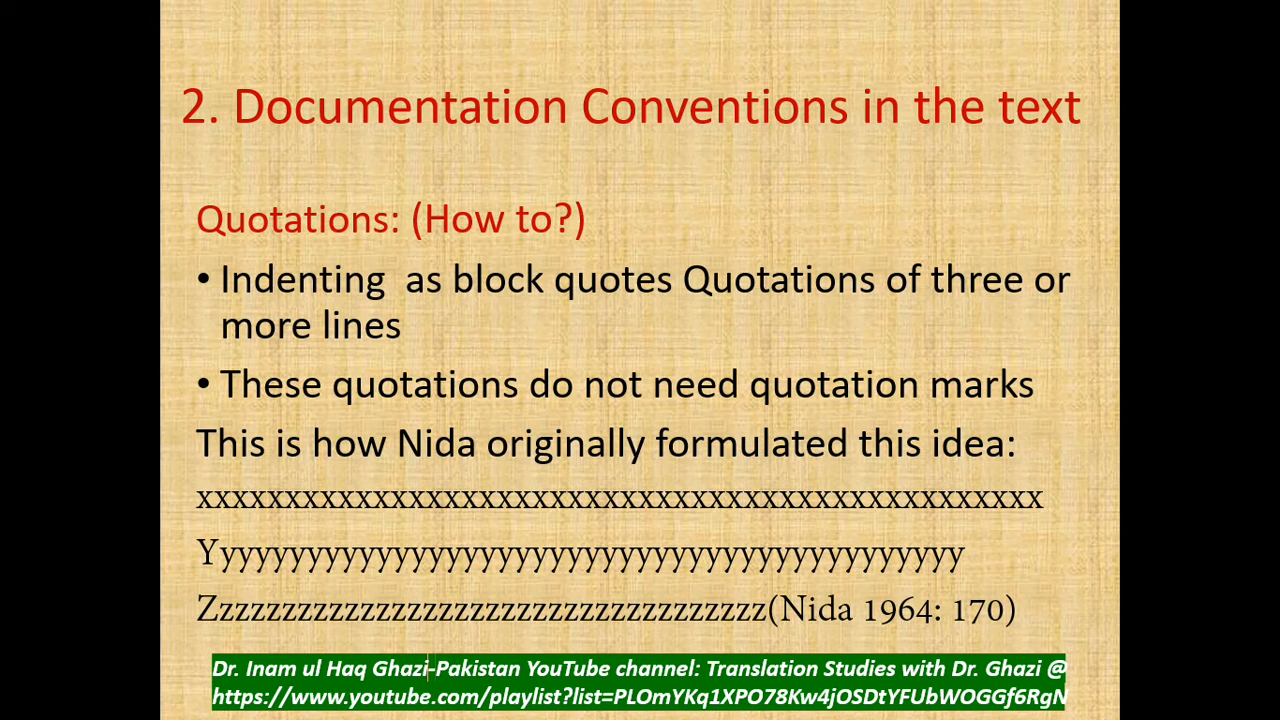 2. Documentation Conventions in the text
Quotations: (How to?)
• Indenting as block quotes Quotations of three or
more lines
• These quotations do not need quotation marks
This is how Nida originally formulated this idea:
xxxxxxxxxxxxxxxxxxxxxxxxxxxxxxxxxxxxxxxxxxxxxxxx
Yyyyyyyyyyyyyyyyyyyyyyyyyyyyyyyyyyyyyyyyyyyy
Zzzzzzzzzzzzzzzzzzzzzzzzzzzzzzzzzzz(Nida 1964: 170)
Dr. Inam ul Haq Ghazi-Pakistan YouTube channel: Translation Studies with Dr. Ghazi @
https://www.youtube.com/playlist?list=PLOmYKq1XPO78Kw4jOSDtYFUbWOGGf6RgN